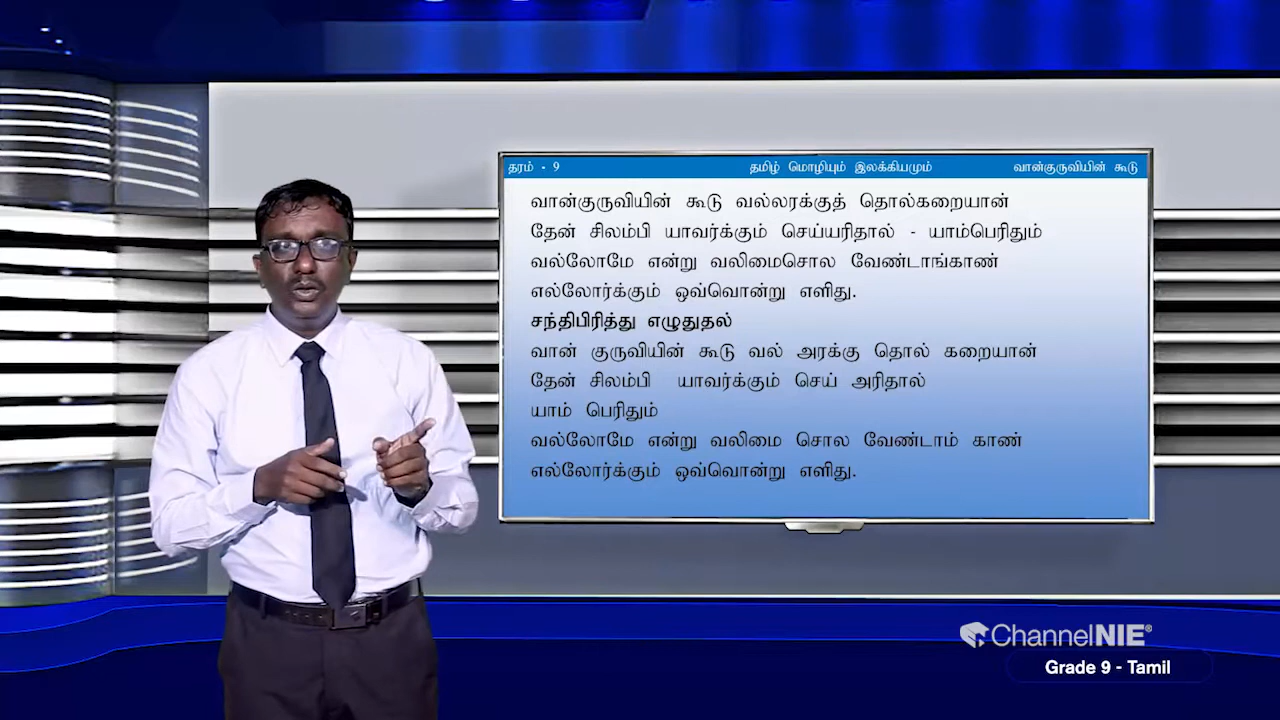 தரம் - 9 தமிழ் மொழியும் இலக்கியமும் வான்குருவியின் கூடு
வான்குருவியின் கூடு வல்லரக்குத் தொல்கறையான்
தேன் சிலம்பி யாவர்க்கும் செய்யரிதால் - யாம்பெரிதும்
வல்லோமே என்று வலிமைசொல வேண்டாங்காண்
எல்லோர்க்கும் ஒவ்வொன்று எளிது.
சந்திபிரித்து எழுதுதல்
வான் குருவியின் கூடு வல் அரக்கு தொல் கறையான்
தேன் சிலம்பி யாவர்க்கும் செய் அரிதால்
யாம் பெரிதும்
வல்லோமே என்று வலிமை சொல வேண்டாம் காண்
எல்லோர்க்கும் ஒவ்வொன்று எளிது.
ChannelNIE®
Grade 9 - Tamil